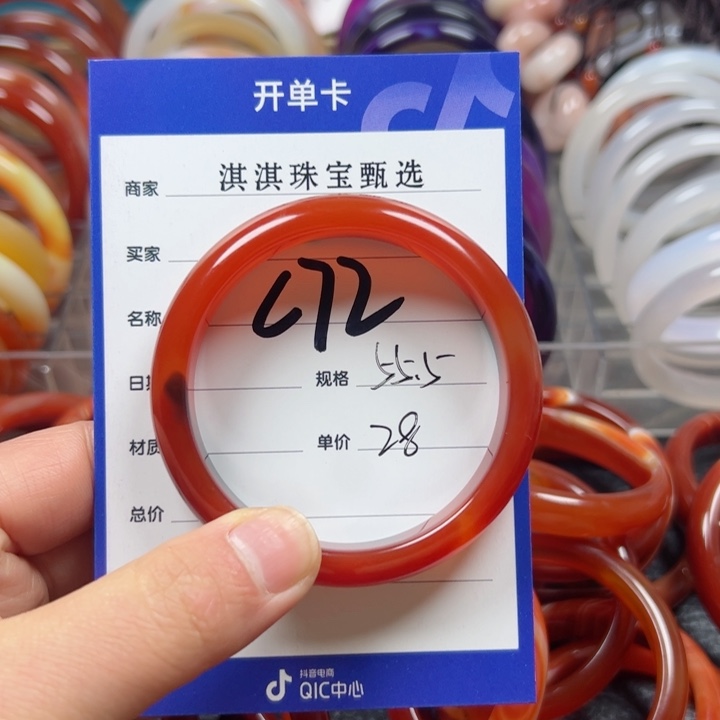 开单卡
商家 淇淇珠宝甄选
买家
名称
规格 55.5
材质 单价 28
总价
抖音电商
QIC中心